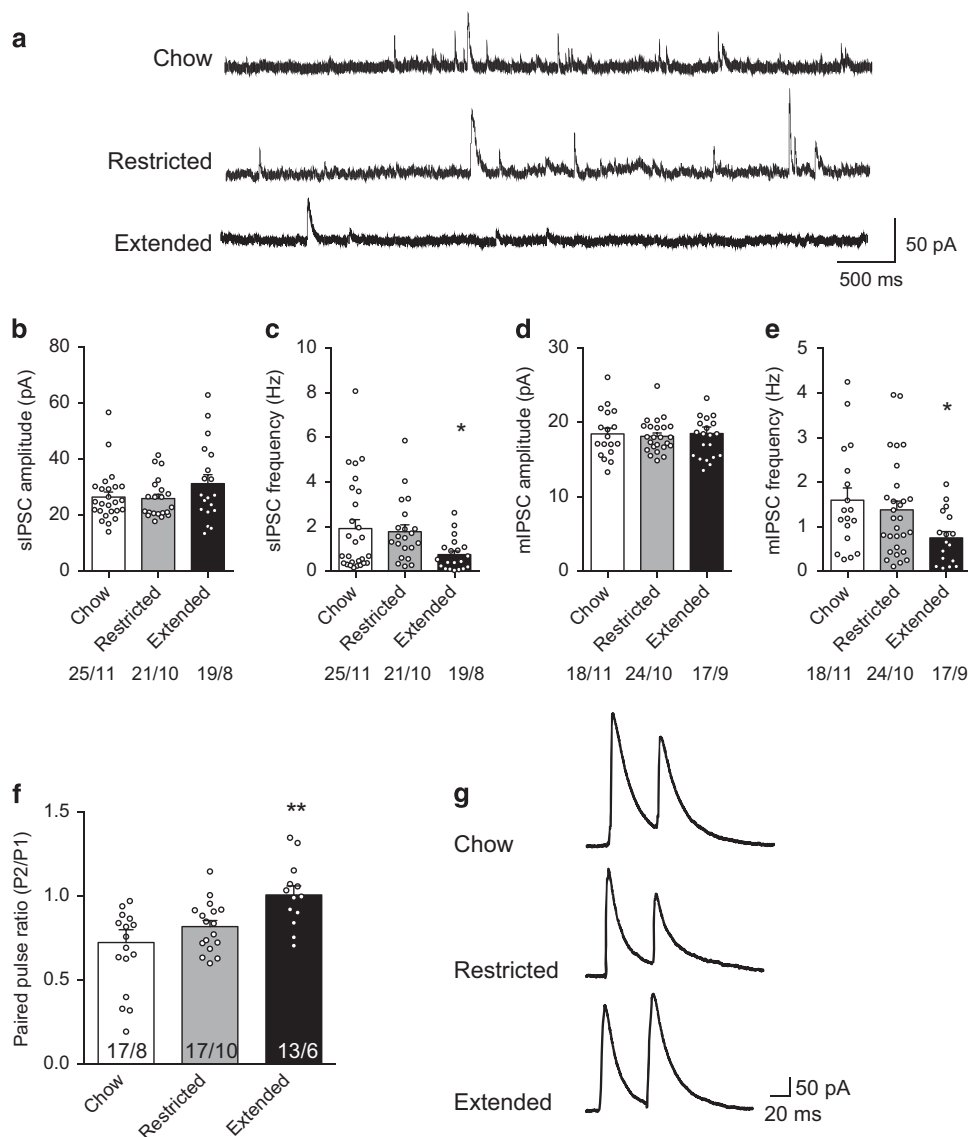 a
Chow
Restricted
Extended
50 pA
500 ms
b
sIPSC amplitude (pA)
80
60
40
20
0
Chow
Restricted
Extended
25/11 21/10 19/8
c
sIPSC frequency (Hz)
10
8
6
4
2
0
*
Chow
Restricted
Extended
25/11 21/10 19/8
d
mIPSC amplitude (pA)
30
20
10
0
Chow
Restricted
Extended
18/11 24/10 17/9
e
mIPSC frequency (Hz)
5
4
3
2
1
0
*
Chow
Restricted
Extended
18/11 24/10 17/9
f
Paired pulse ratio (P2/P1)
1.5
1.0
0.5
0.0
**
17/8 17/10 13/6
Chow
Restricted
Extended
g
Chow
Restricted
Extended
50 pA
20 ms